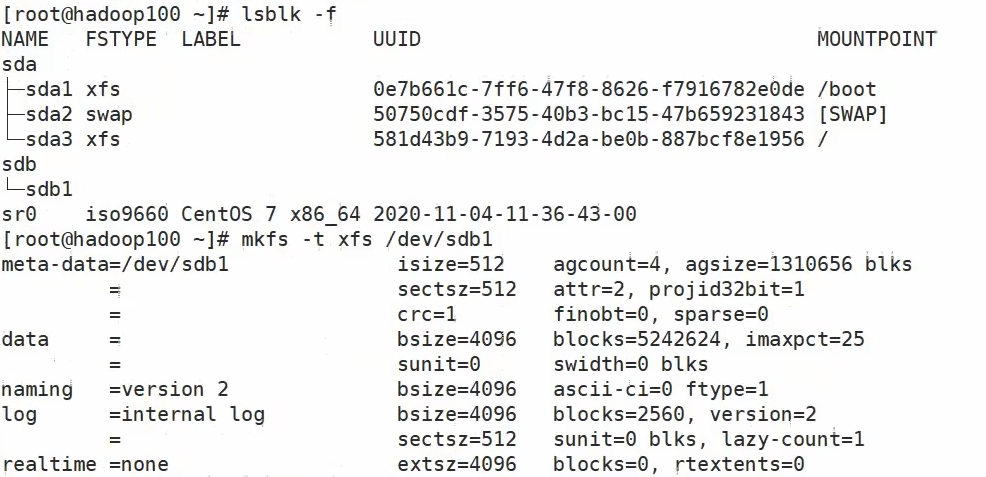 [root@hadoop100 ~]# lsblk -f
NAME   FSTYPE  LABEL           UUID                                 MOUNTPOINT
sda
├─sda1 xfs                     0e7b661c-7ff6-47f8-8626-f7916782e0de /boot
├─sda2 swap                    50750cdf-3575-40b3-bc15-47b659231843 [SWAP]
└─sda3 xfs                     581d43b9-7193-4d2a-be0b-887bcf8e1956 /
sdb
└─sdb1
sr0    iso9660 CentOS 7 x86_64 2020-11-04-11-36-43-00
[root@hadoop100 ~]# mkfs -t xfs /dev/sdb1
meta-data=/dev/sdb1              isize=512    agcount=4, agsize=1310656 blks
         =                       sectsz=512   attr=2, projid32bit=1
         =                       crc=1        finobt=0, sparse=0
data     =                       bsize=4096   blocks=5242624, imaxpct=25
         =                       sunit=0      swidth=0 blks
naming   =version 2              bsize=4096   ascii-ci=0 ftype=1
log      =internal log           bsize=4096   blocks=2560, version=2
         =                       sectsz=512   sunit=0 blks, lazy-count=1
realtime =none                   extsz=4096   blocks=0, rtextents=0